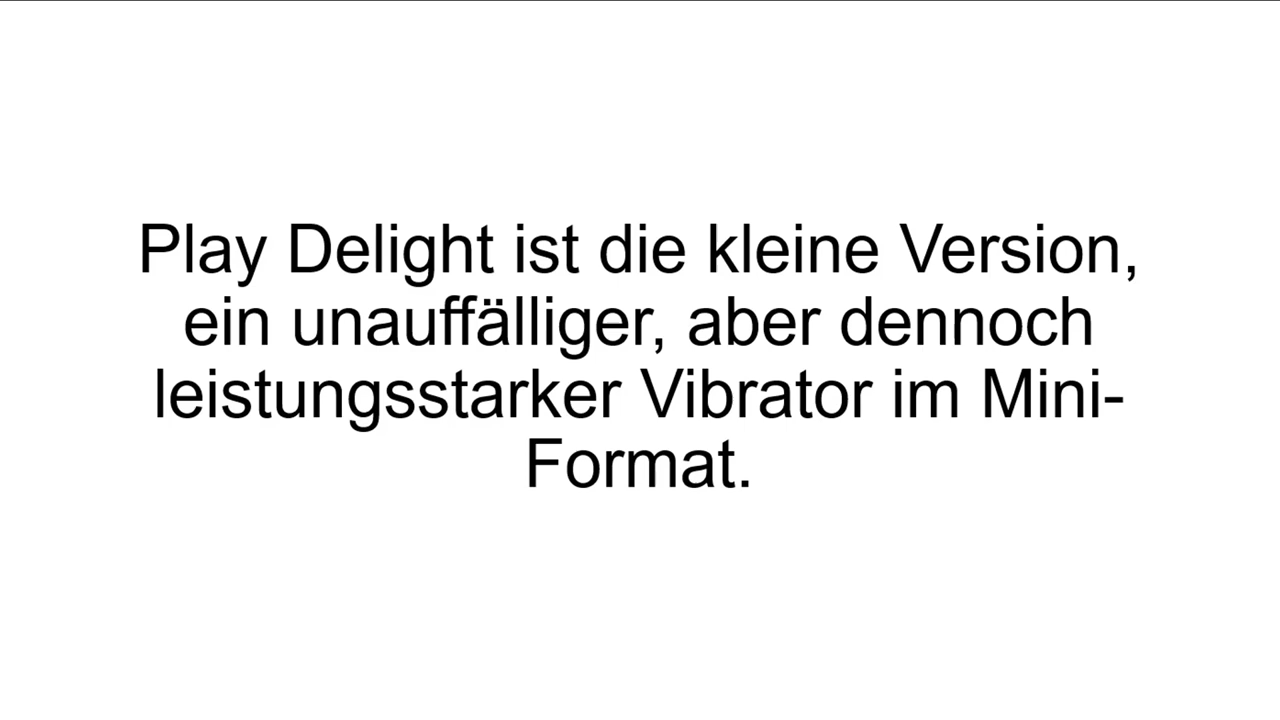 Play Delight ist die kleine Version,
ein unauffälliger, aber dennoch
leistungsstarker Vibrator im Mini-
Format.